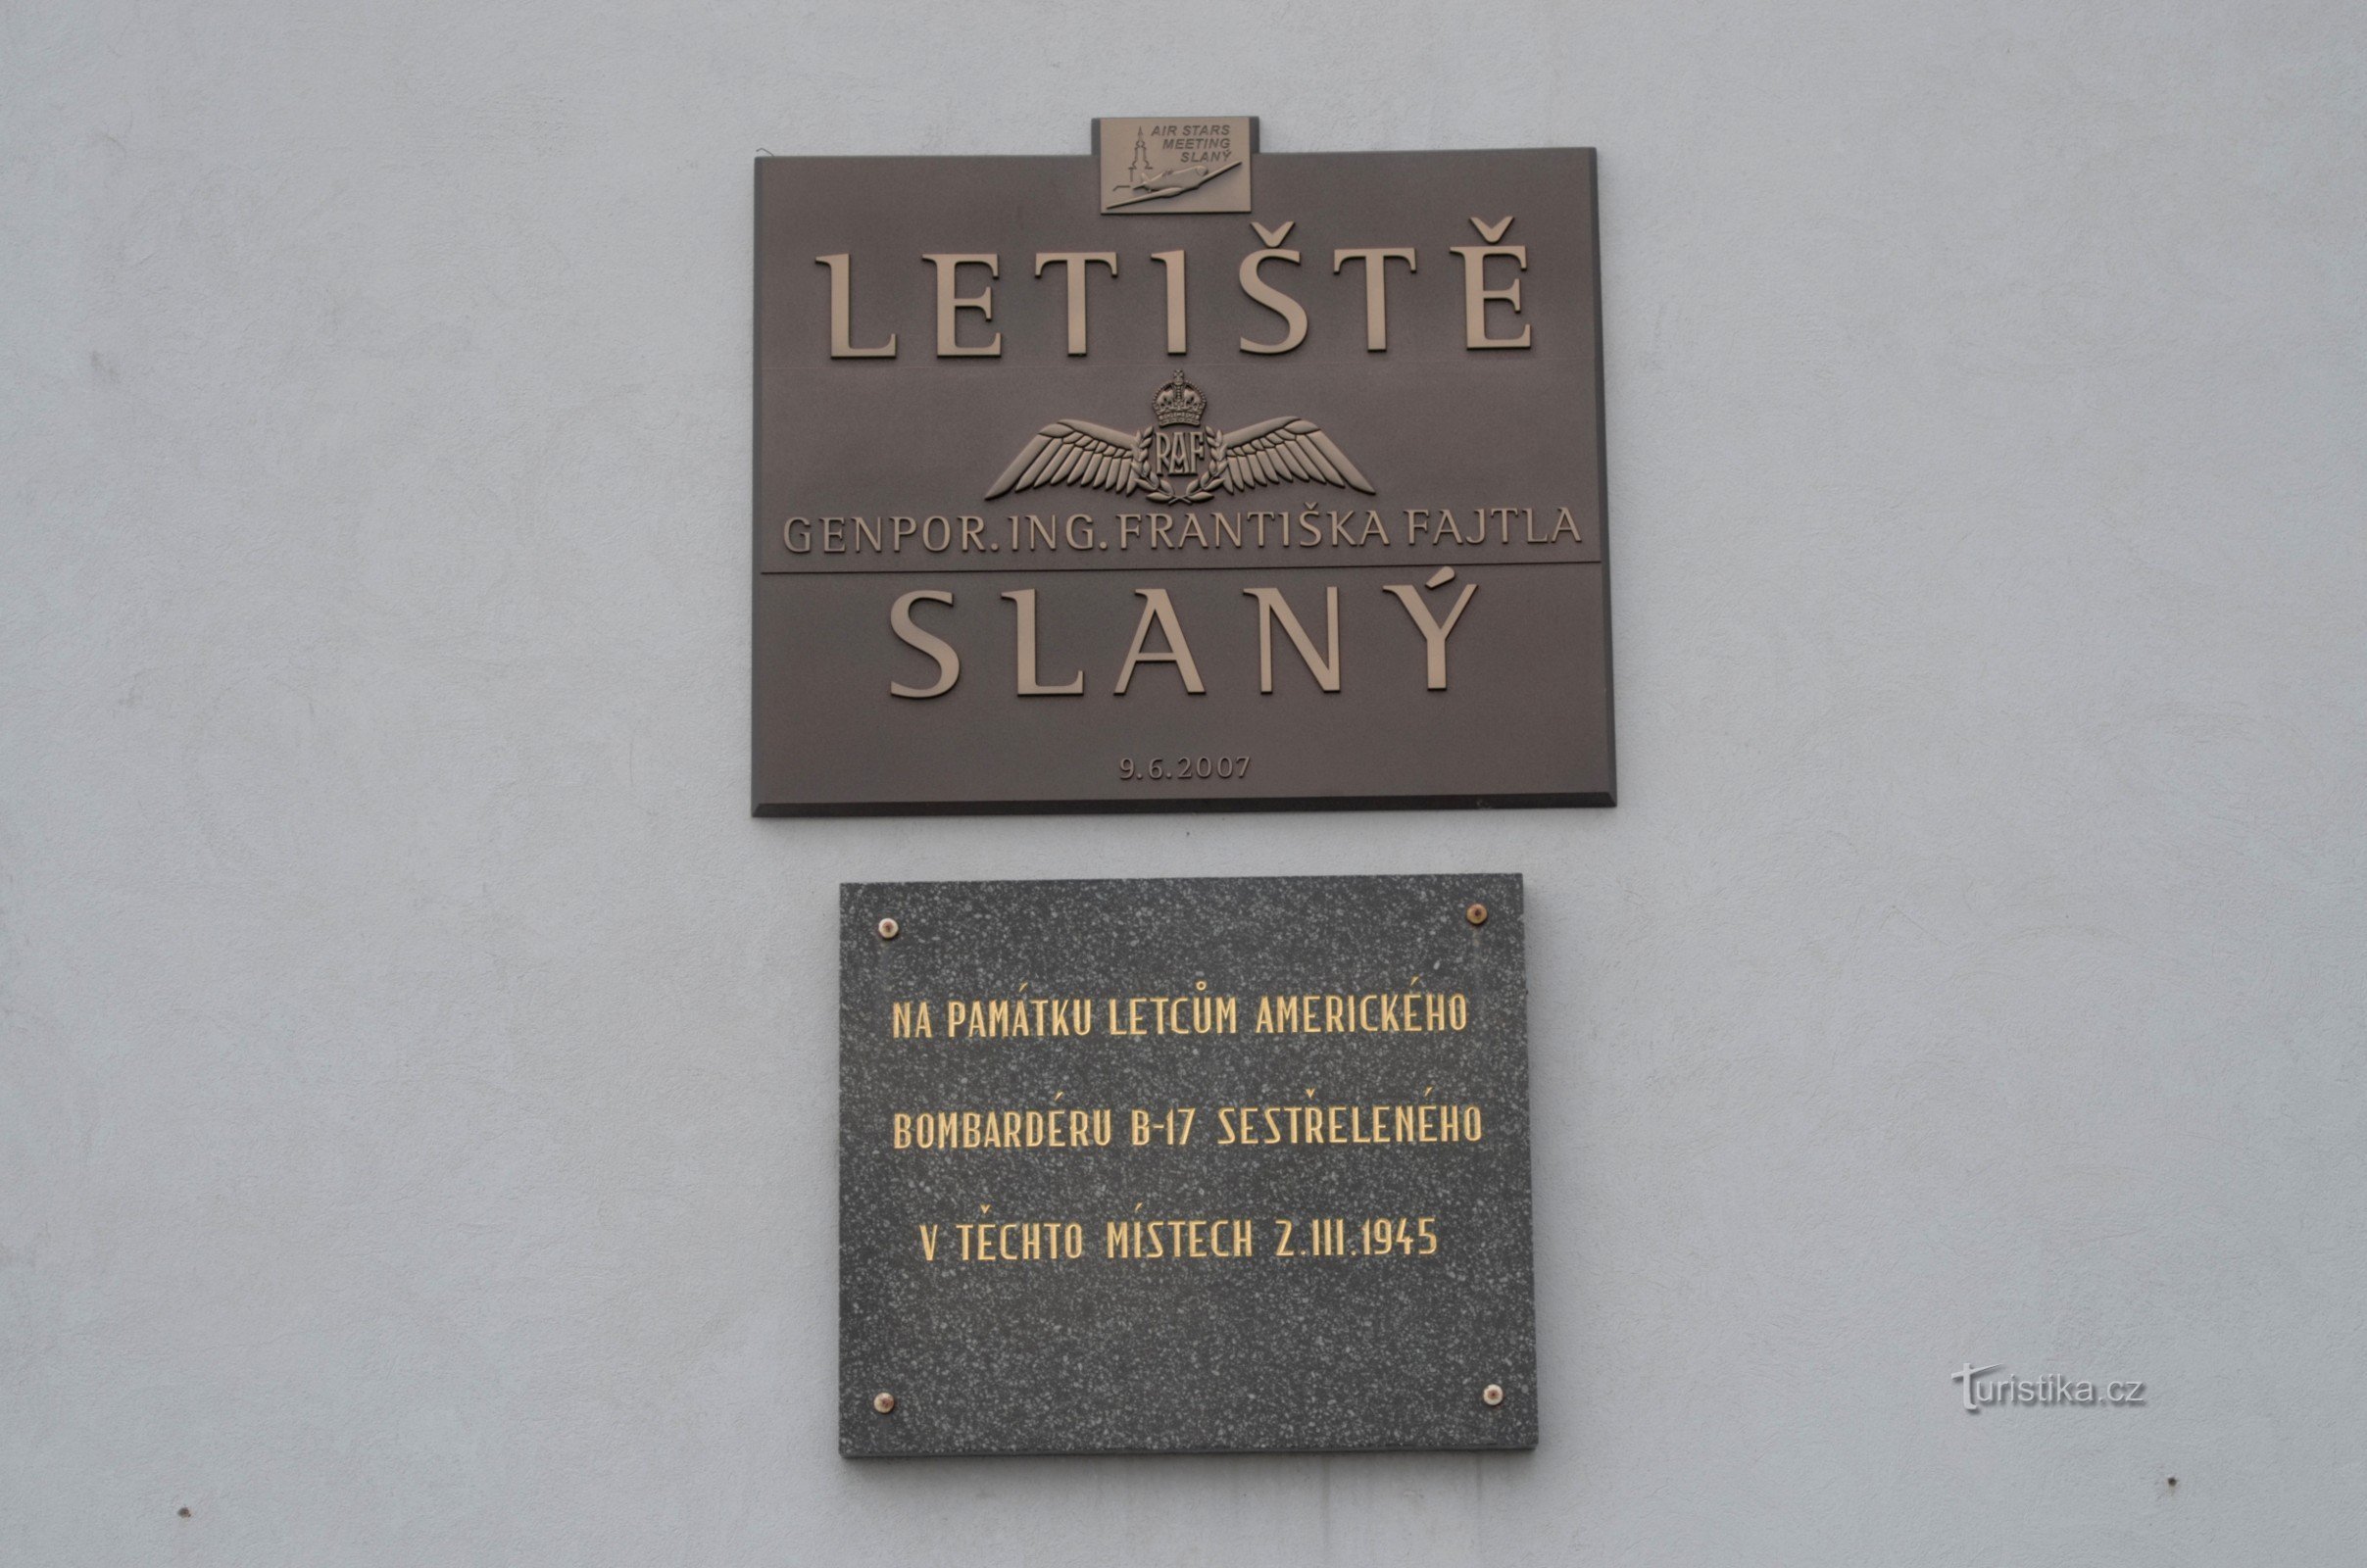 AIR STARS
MEETING
SLANÝ
LETIŠTĚ
RAF
GENPOR. ING. FRANTIŠKA FAJTLA
SLANÝ
9.6.2007
NA PAMÁTKU LETCŮM AMERICKÉHO
BOMBARDÉRU B-17 SESTŘELENÉHO
V TĚCHTO MÍSTECH 2.III.1945
Turistika.cz